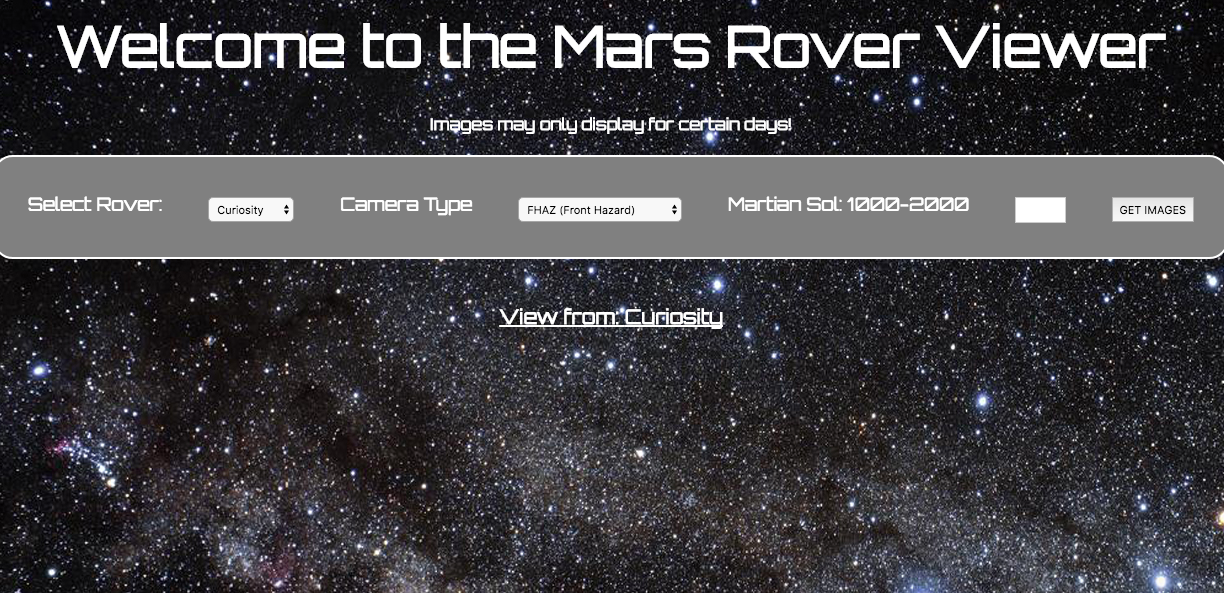 Welcome to the Mars Rover Viewer
Images may only display for certain days!
Select Rover: Curiosity Camera Type FHAZ (Front Hazard) Martian Sol: 1000-2000 GET IMAGES
View from: Curiosity